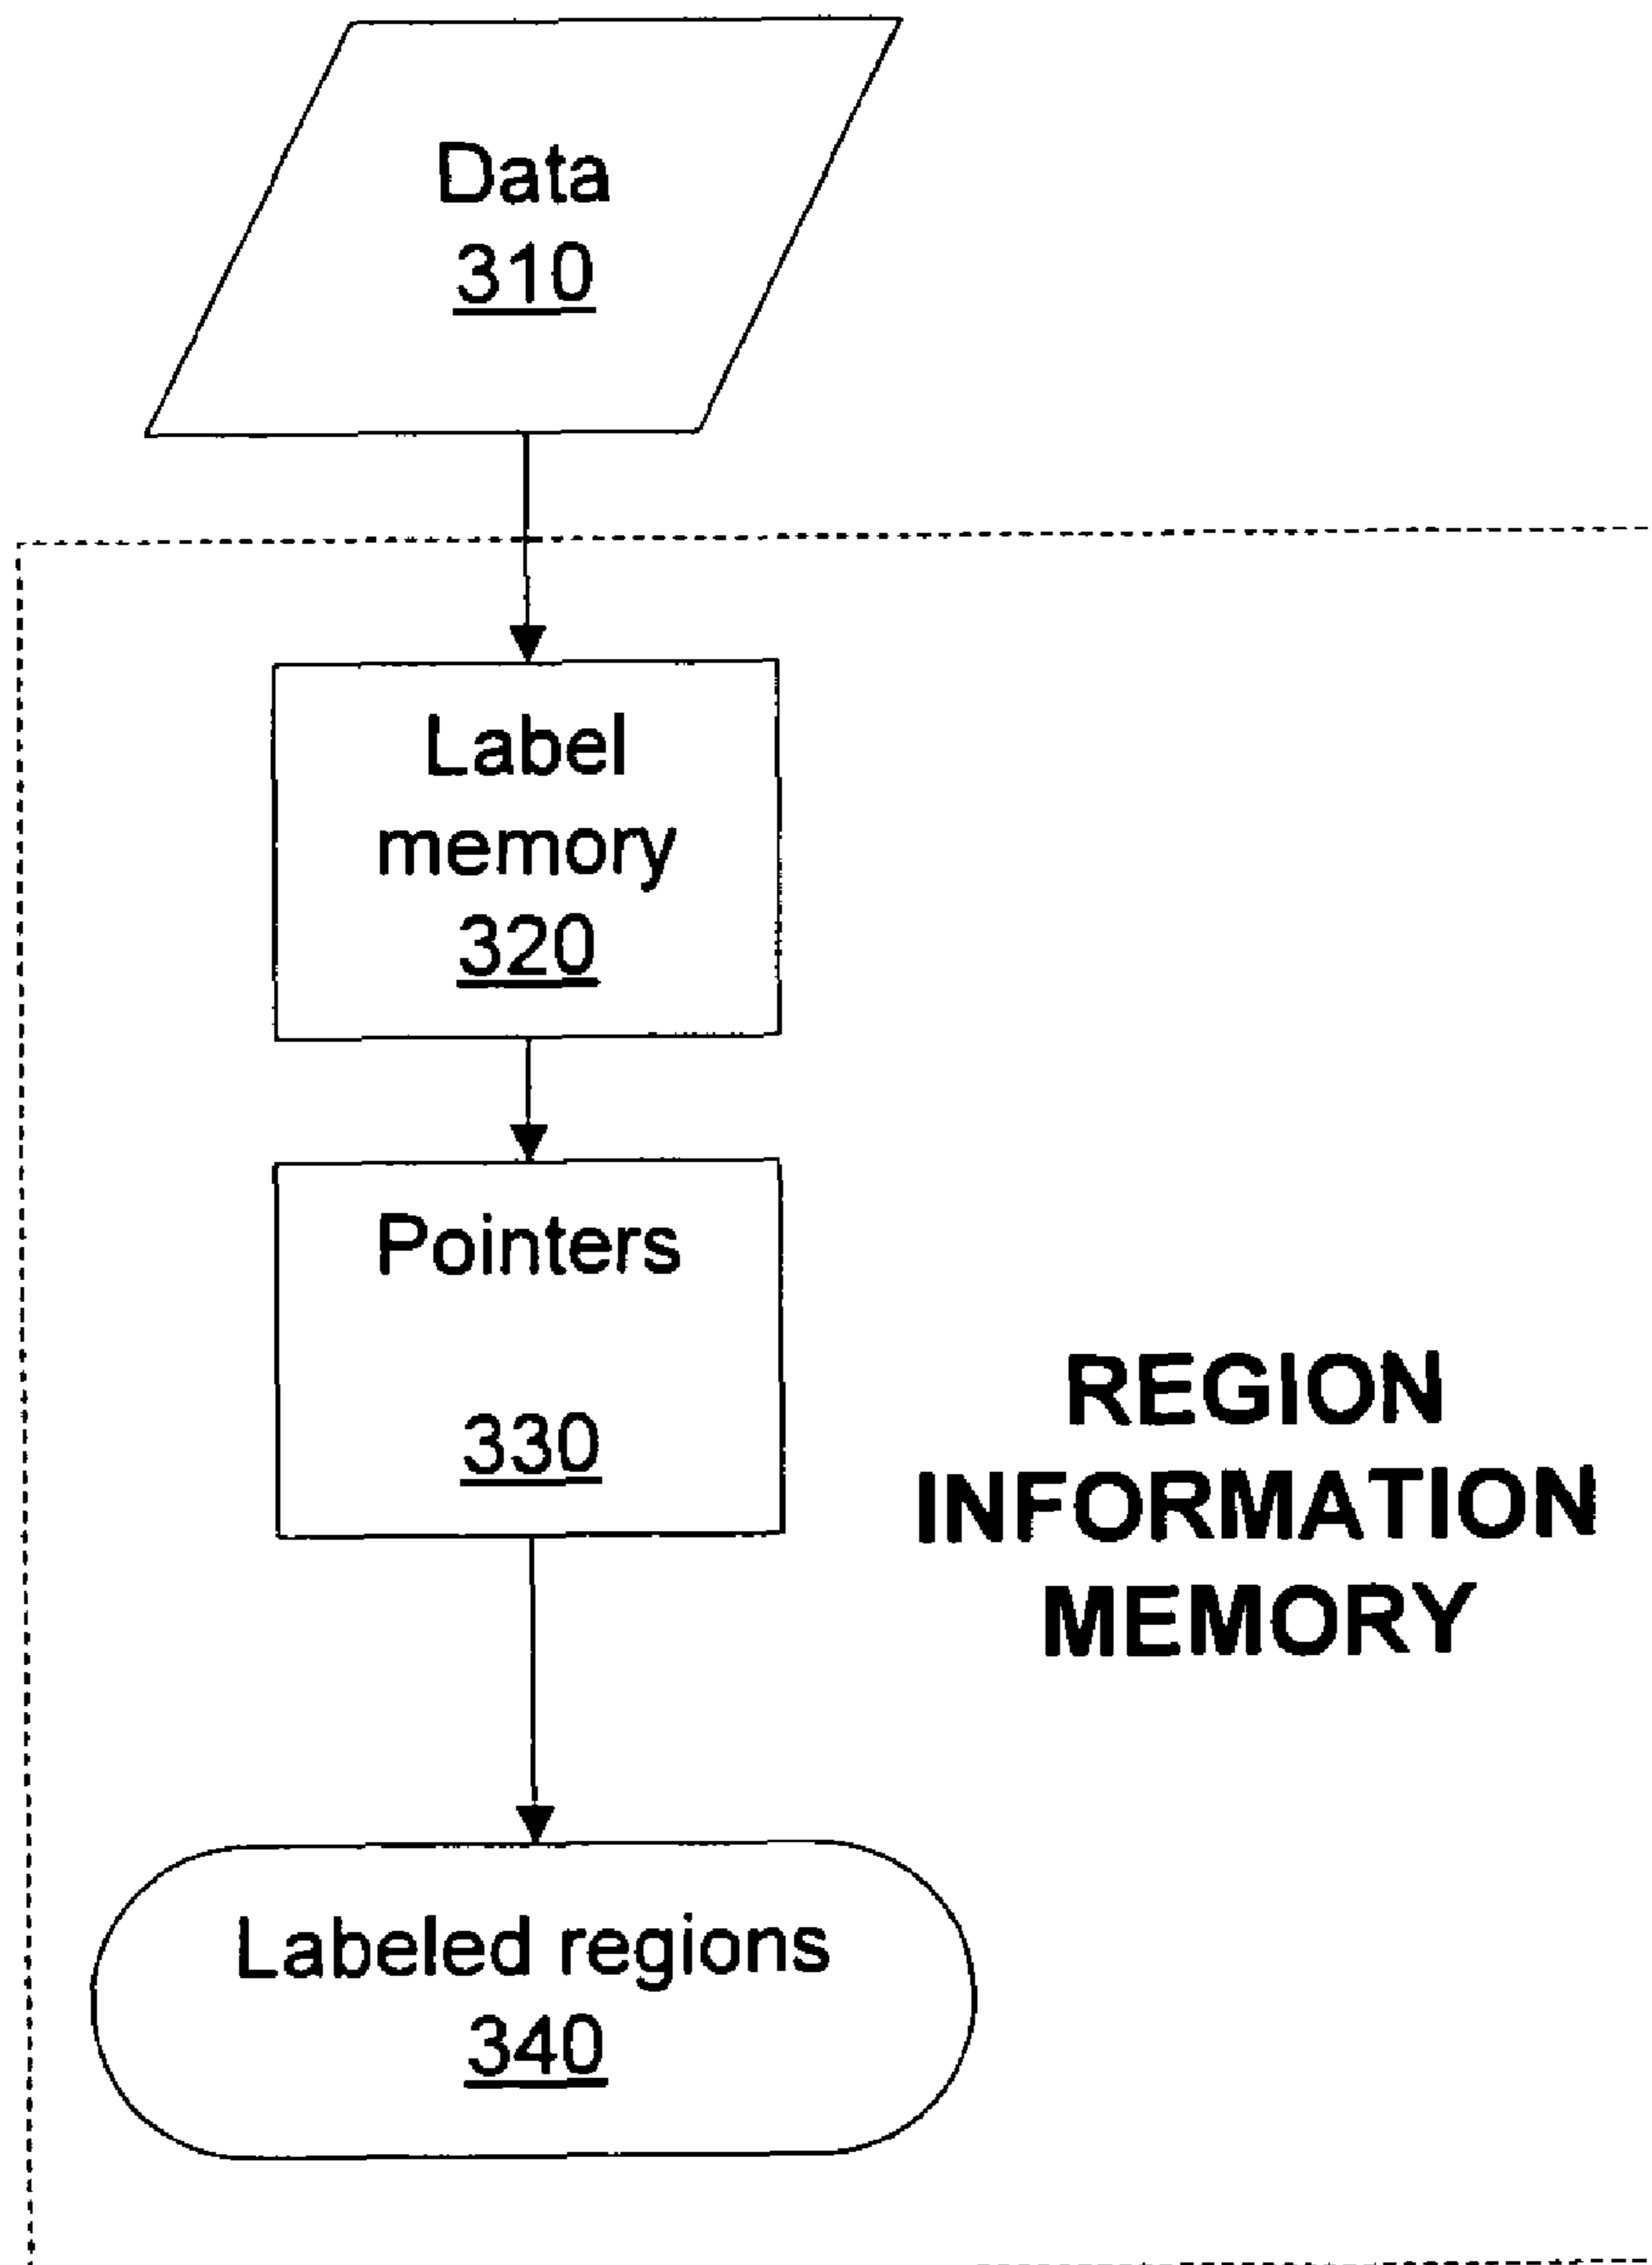 Data
310
Label
memory
320
Pointers
330
REGION
INFORMATION
MEMORY
Labeled regions
340